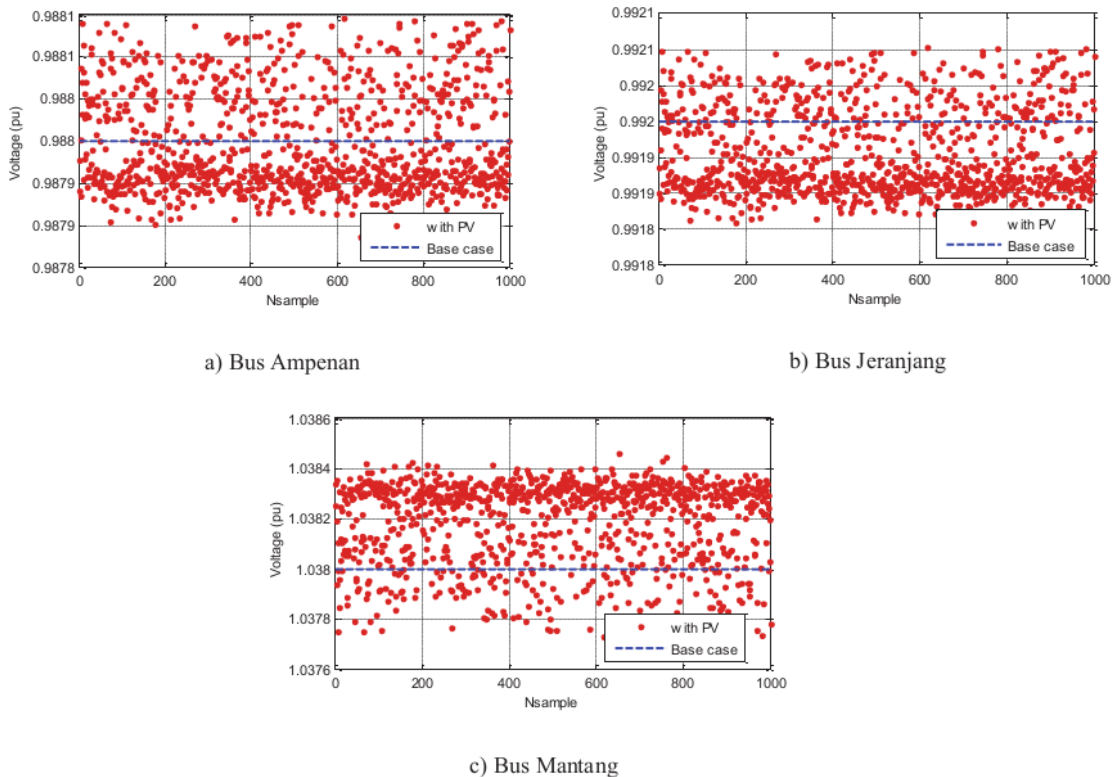 0.9881
0.9881
0.988
0.988
0.9879
0.9879
0.9878
Voltage (pu)
0 200 400 600 800 1000
Nsample
with PV
Base case
a) Bus Ampenan
0.9921
0.9921
0.992
0.992
0.9919
0.9919
0.9918
0.9918
Voltage (pu)
0 200 400 600 800 1000
Nsample
with PV
Base case
b) Bus Jeranjang
1.0386
1.0384
1.0382
1.038
1.0378
1.0376
Voltage (pu)
0 200 400 600 800 1000
Nsample
with PV
Base case
c) Bus Mantang